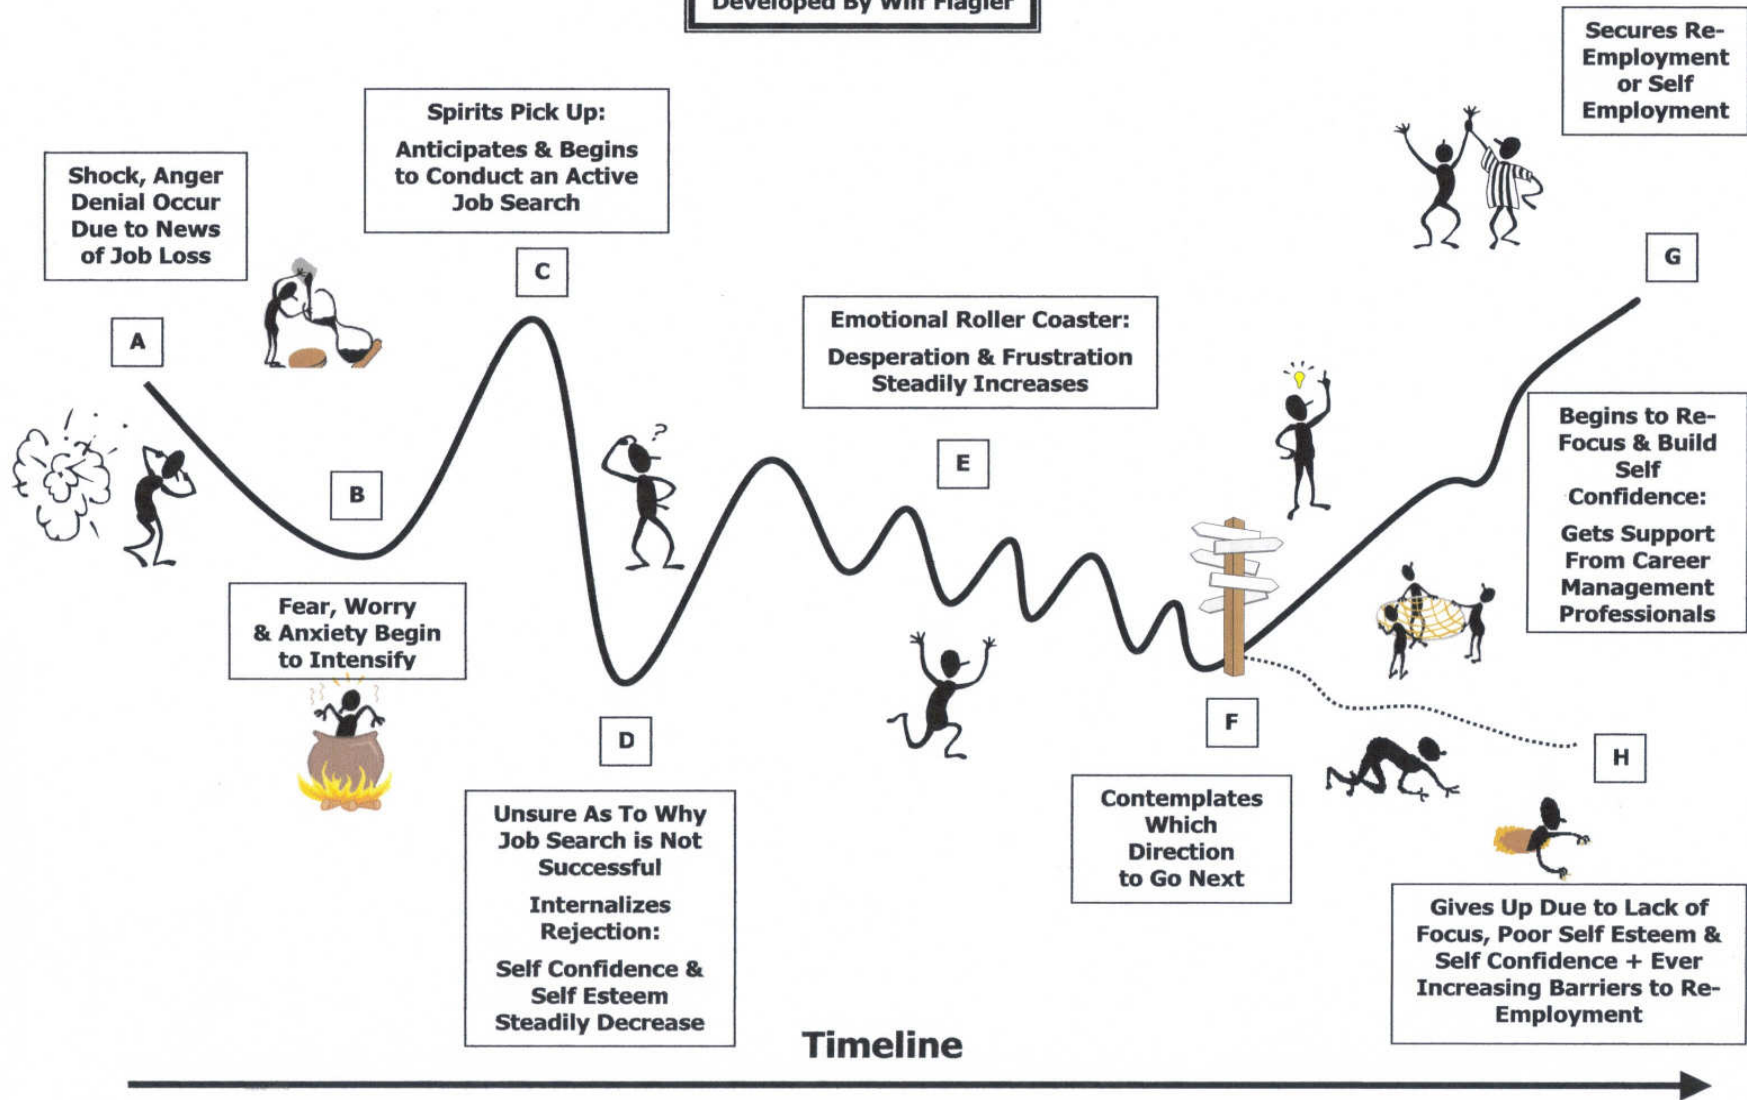 Developed By Wilf Flagler
Secures Re-
Employment
or Self
Employment
Spirits Pick Up:
Anticipates & Begins
to Conduct an Active
Job Search
Shock, Anger
Denial Occur
Due to News
of Job Loss
C
G
A
Emotional Roller Coaster:
Desperation & Frustration
Steadily Increases
Begins to Re-
Focus & Build
Self
Confidence:
Gets Support
From Career
Management
Professionals
?
E
B
Fear, Worry
& Anxiety Begin
to Intensify
D
F
H
Unsure As To Why
Job Search is Not
Successful
Internalizes
Rejection:
Self Confidence &
Self Esteem
Steadily Decrease
Contemplates
Which
Direction
to Go Next
Gives Up Due to Lack of
Focus, Poor Self Esteem &
Self Confidence + Ever
Increasing Barriers to Re-
Employment
Timeline